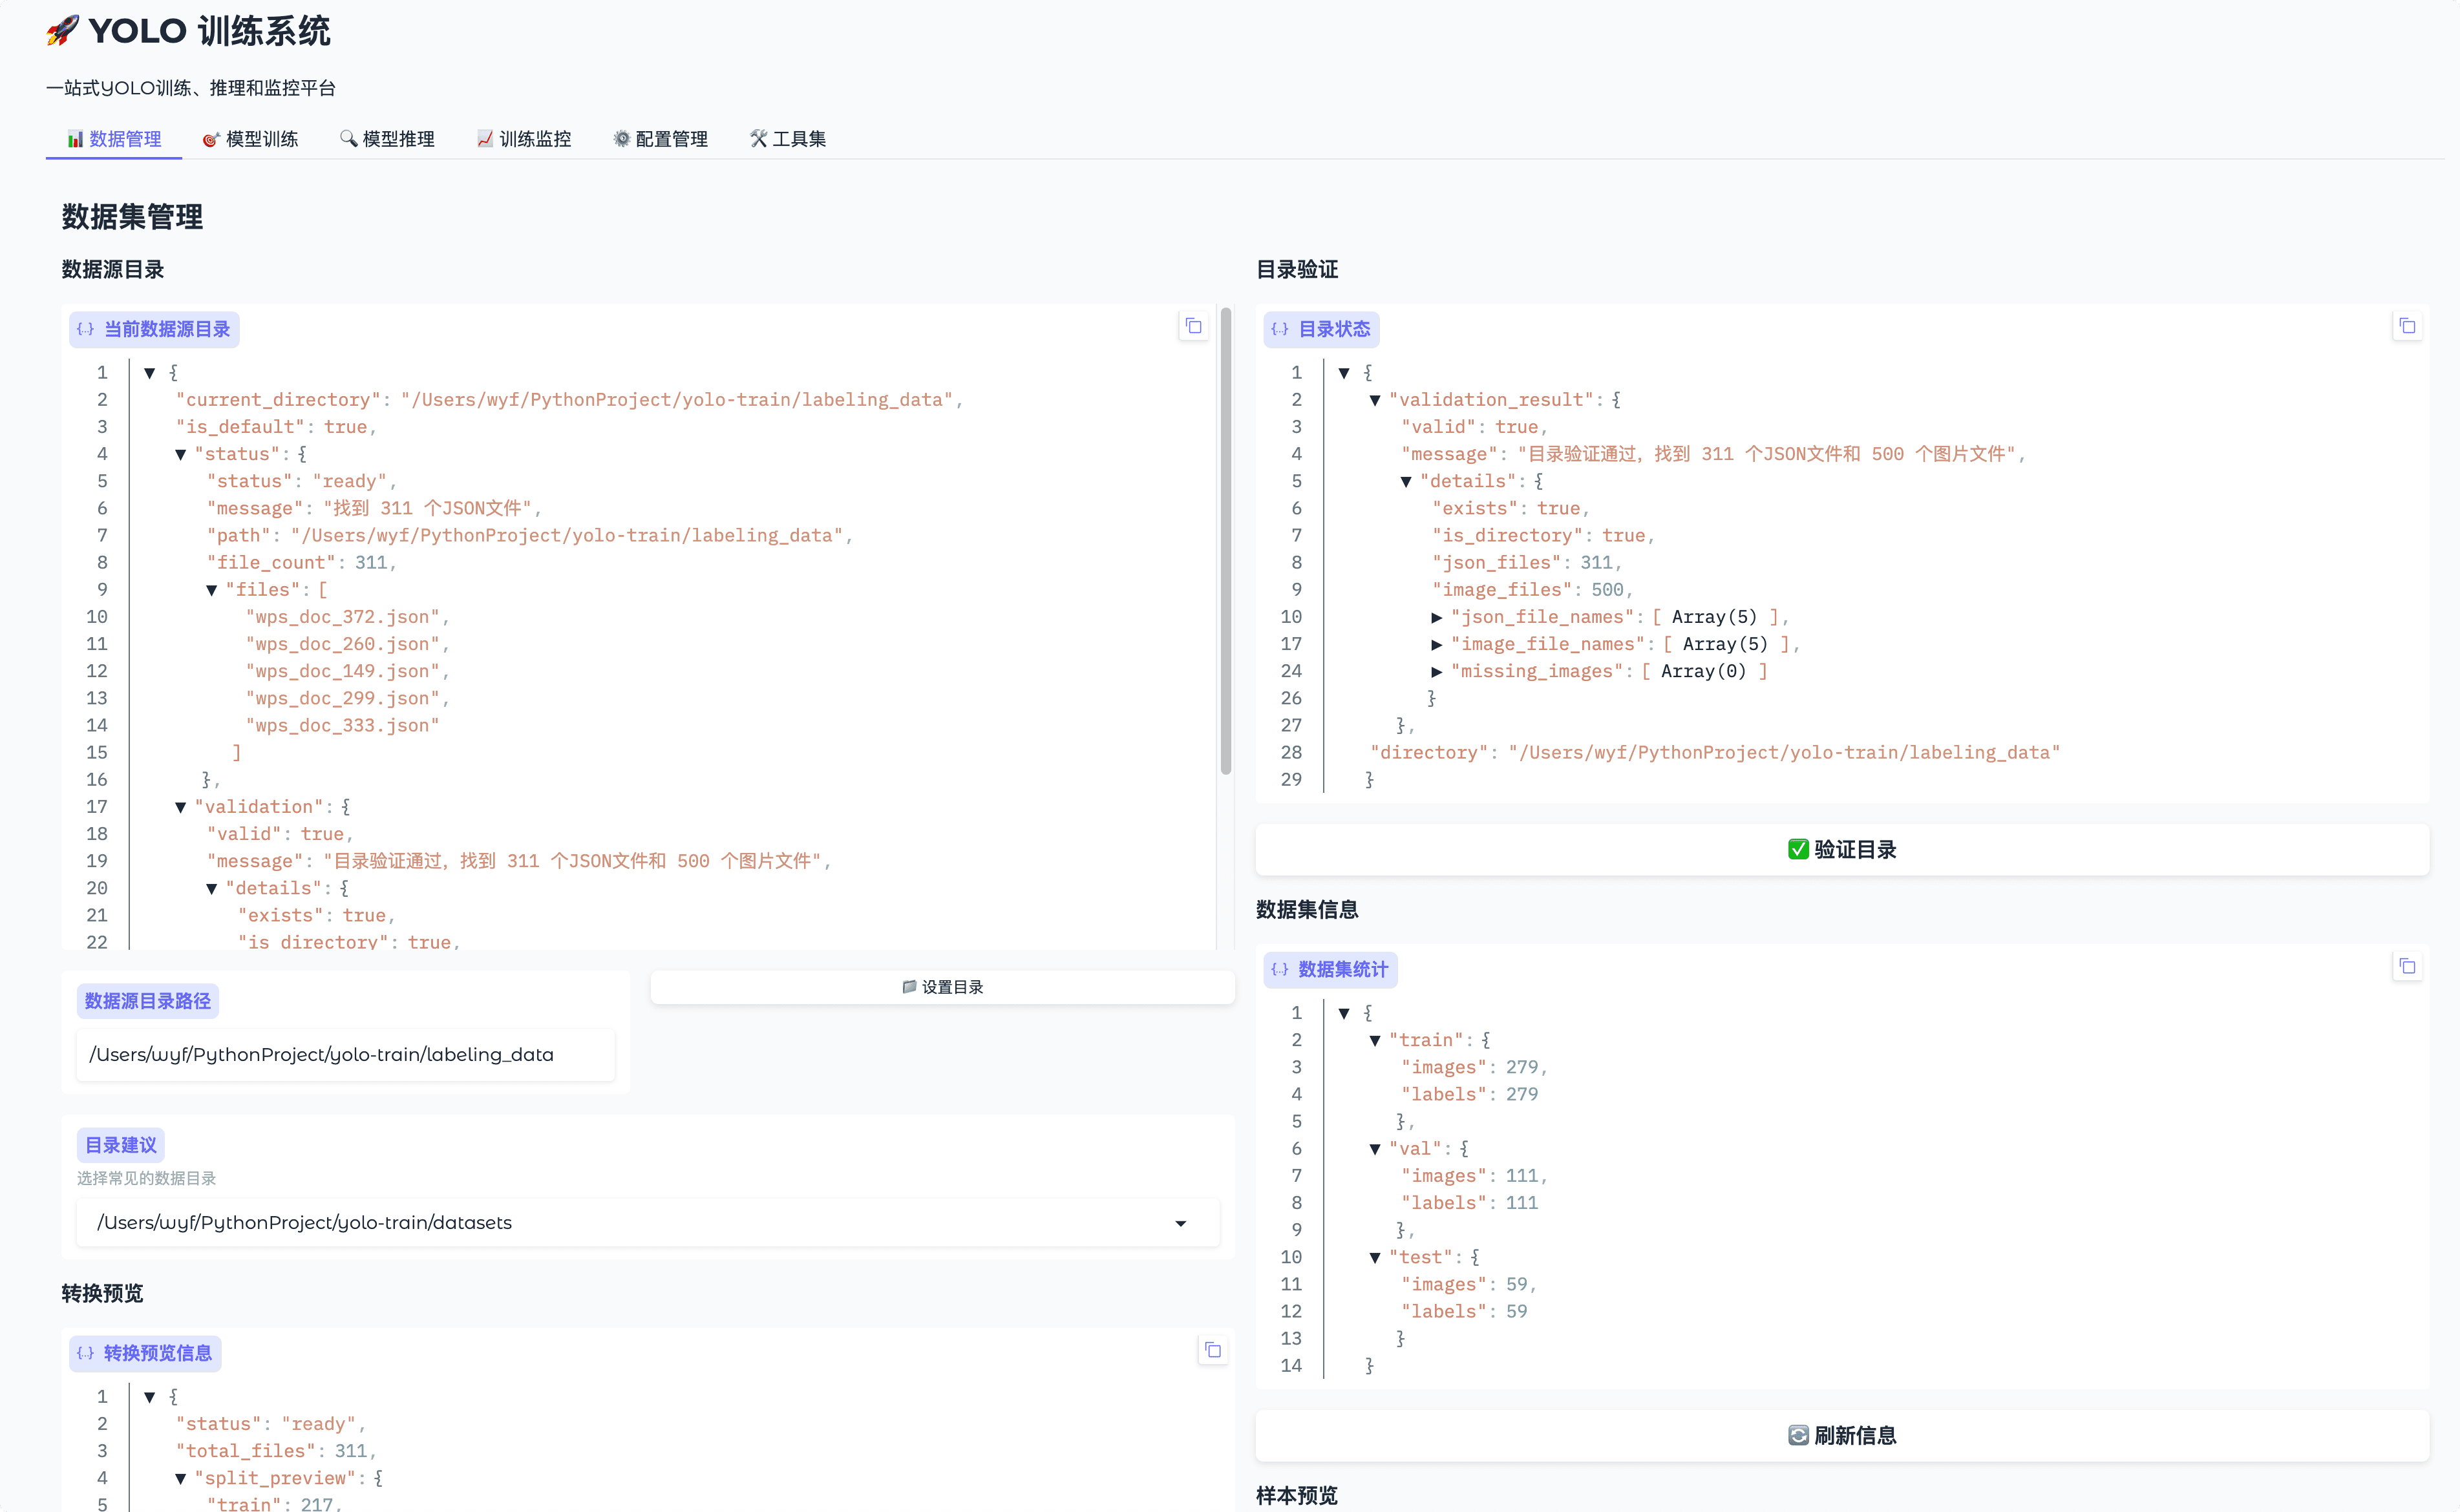 🚀 YOLO 训练系统
一站式YOLO训练、推理和监控平台
📊 数据管理 🎯 模型训练 🔍 模型推理 📈 训练监控 ⚙️ 配置管理 🛠️ 工具集
数据集管理
数据源目录
{..} 当前数据源目录
1 ▼ {
2 "current_directory": "/Users/wyf/PythonProject/yolo-train/labeling_data",
3 "is_default": true,
4 ▼ "status": {
5 "status": "ready",
6 "message": "找到 311 个JSON文件",
7 "path": "/Users/wyf/PythonProject/yolo-train/labeling_data",
8 "file_count": 311,
9 ▼ "files": [
10 "wps_doc_372.json",
11 "wps_doc_260.json",
12 "wps_doc_149.json",
13 "wps_doc_299.json",
14 "wps_doc_333.json"
15 ]
16 },
17 ▼ "validation": {
18 "valid": true,
19 "message": "目录验证通过，找到 311 个JSON文件和 500 个图片文件",
20 ▼ "details": {
21 "exists": true,
22 "is_directory": true,
数据源目录路径
/Users/wyf/PythonProject/yolo-train/labeling_data
📁 设置目录
目录建议
选择常见的数据目录
/Users/wyf/PythonProject/yolo-train/datasets
转换预览
{..} 转换预览信息
1 ▼ {
2 "status": "ready",
3 "total_files": 311,
4 ▼ "split_preview": {
5 "train": 217,
目录验证
{..} 目录状态
1 ▼ {
2 ▼ "validation_result": {
3 "valid": true,
4 "message": "目录验证通过，找到 311 个JSON文件和 500 个图片文件",
5 ▼ "details": {
6 "exists": true,
7 "is_directory": true,
8 "json_files": 311,
9 "image_files": 500,
10 ▶ "json_file_names": [ Array(5) ],
17 ▶ "image_file_names": [ Array(5) ],
24 ▶ "missing_images": [ Array(0) ]
26 }
27 },
28 "directory": "/Users/wyf/PythonProject/yolo-train/labeling_data"
29 }
✅ 验证目录
数据集信息
{..} 数据集统计
1 ▼ {
2 ▼ "train": {
3 "images": 279,
4 "labels": 279
5 },
6 ▼ "val": {
7 "images": 111,
8 "labels": 111
9 },
10 ▼ "test": {
11 "images": 59,
12 "labels": 59
13 }
14 }
🔄 刷新信息
样本预览